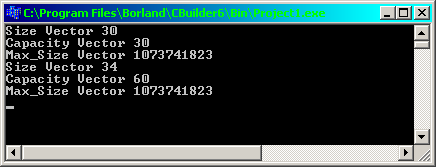 C:\Program Files\Borland\CBuilder6\Bin\Project1.exe
Size Vector 30
Capacity Vector 30
Max_Size Vector 1073741823
Size Vector 34
Capacity Vector 60
Max_Size Vector 1073741823